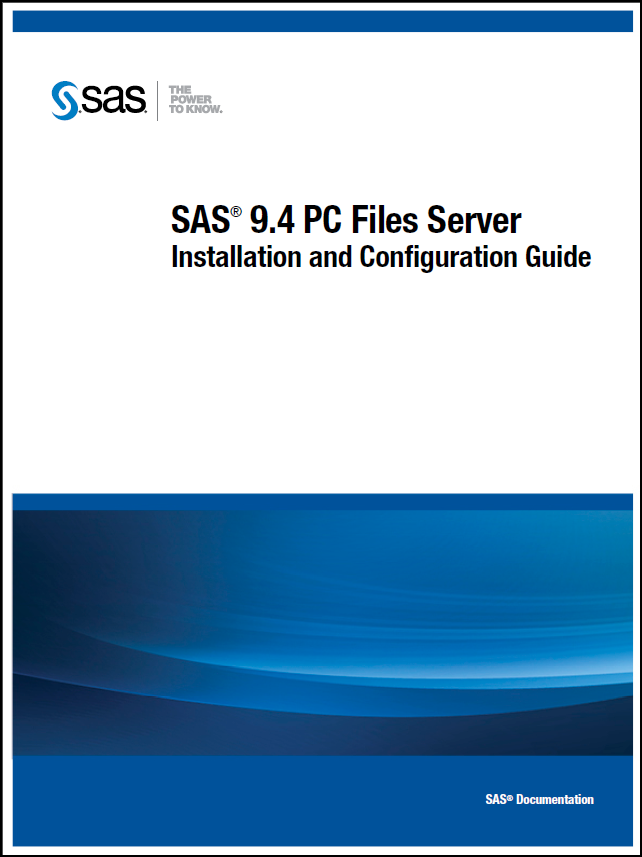 sas.
THE
POWER
TO KNOW.
SAS® 9.4 PC Files Server
Installation and Configuration Guide
SAS® Documentation